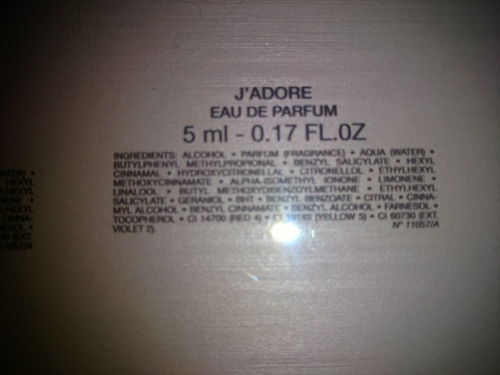 J'ADORE
EAU DE PARFUM
5 ml - 0.17 FL.OZ
INGREDIENTS: ALCOHOL • PARFUM (FRAGRANCE) • AQUA (WATER) •
BUTYLPHENYL METHYLPROPIONAL • BENZYL SALICYLATE • HEXYL
CINNAMAL • HYDROXYCITRONELLAL • CITRONELLOL • ETHYLHEXYL
METHOXYCINNAMATE • ALPHA-ISOMETHYL IONONE • LIMONENE •
LINALOOL • BUTYL METHOXYDIBENZOYLMETHANE • ETHYLHEXYL
SALICYLATE • GERANIOL • BHT • BENZYL BENZOATE • CITRAL • CINNA-
MYL ALCOHOL • BENZYL CINNAMATE • BENZYL ALCOHOL • FARNESOL •
TOCOPHEROL • CI 14700 (RED 4) • CI 19140 (YELLOW 5) • CI 60730 (EXT.
VIOLET 2). N° 11057/A